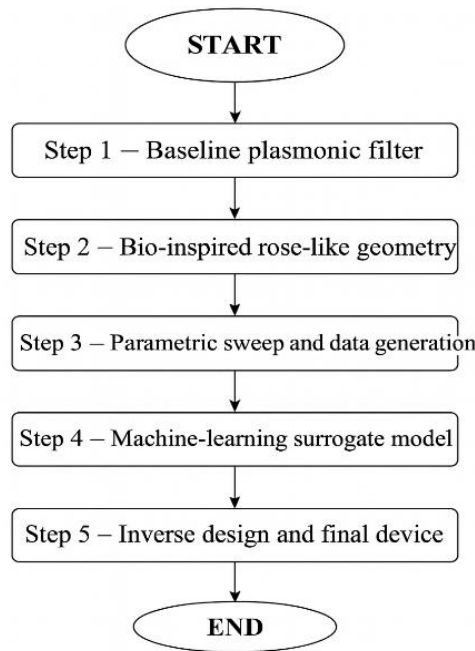 START
Step 1 – Baseline plasmonic filter
Step 2 – Bio-inspired rose-like geometry
Step 3 – Parametric sweep and data generation
Step 4 – Machine-learning surrogate model
Step 5 – Inverse design and final device
END